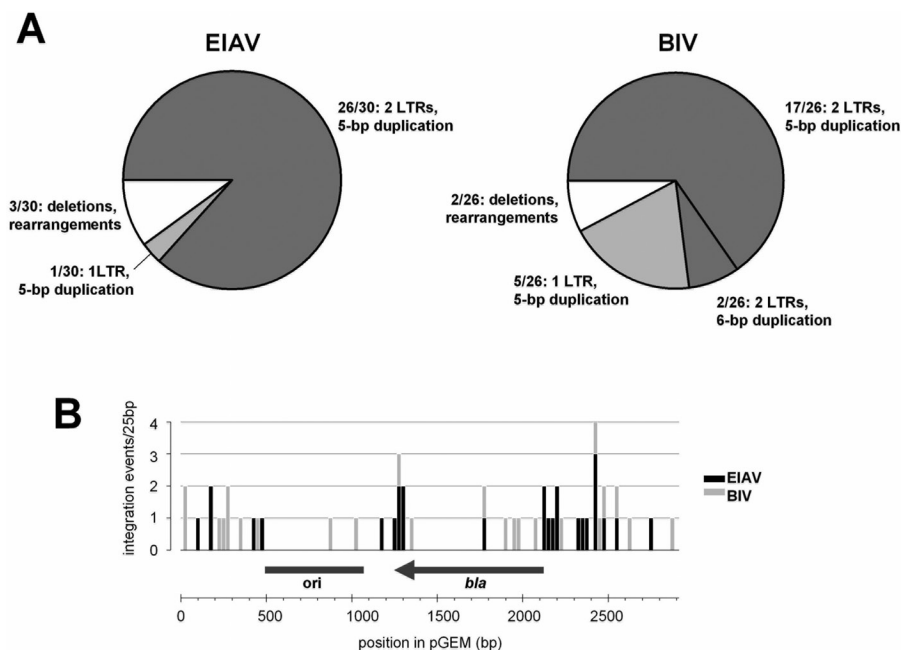 A
EIAV
26/30: 2 LTRs,
5-bp duplication
3/30: deletions,
rearrangements
1/30: 1LTR,
5-bp duplication
BIV
17/26: 2 LTRs,
5-bp duplication
2/26: deletions,
rearrangements
5/26: 1 LTR,
5-bp duplication
2/26: 2 LTRs,
6-bp duplication
B
integration events/25bp
4
3
2
1
0
EIAV
BIV
ori
bla
0 500 1000 1500 2000 2500
position in pGEM (bp)